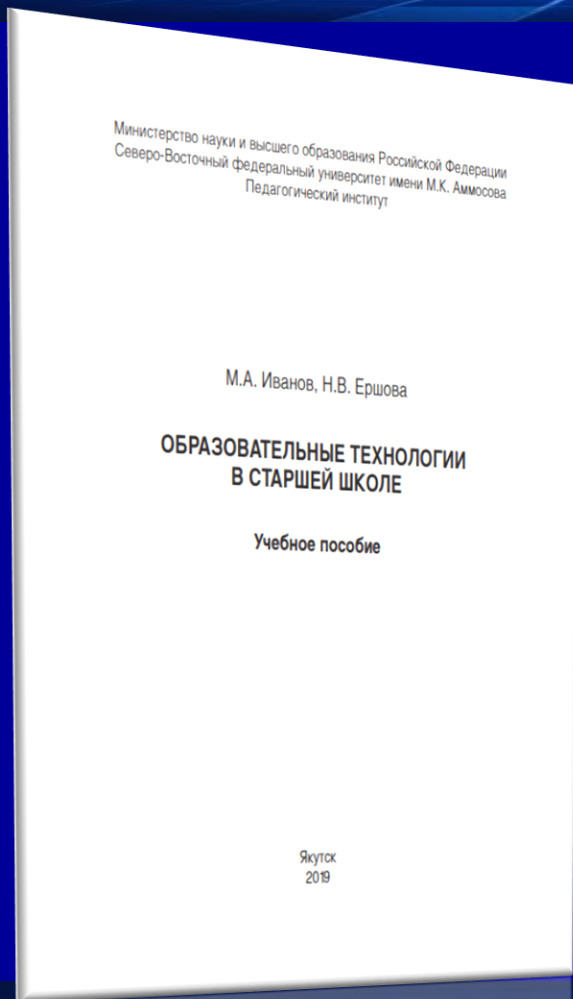 Министерство науки и высшего образования Российской Федерации
Северо-Восточный федеральный университет имени М.К. Аммосова
Педагогический институт
М.А. Иванов, Н.В. Ершова
ОБРАЗОВАТЕЛЬНЫЕ ТЕХНОЛОГИИ
В СТАРШЕЙ ШКОЛЕ
Учебное пособие
Якутск
2019